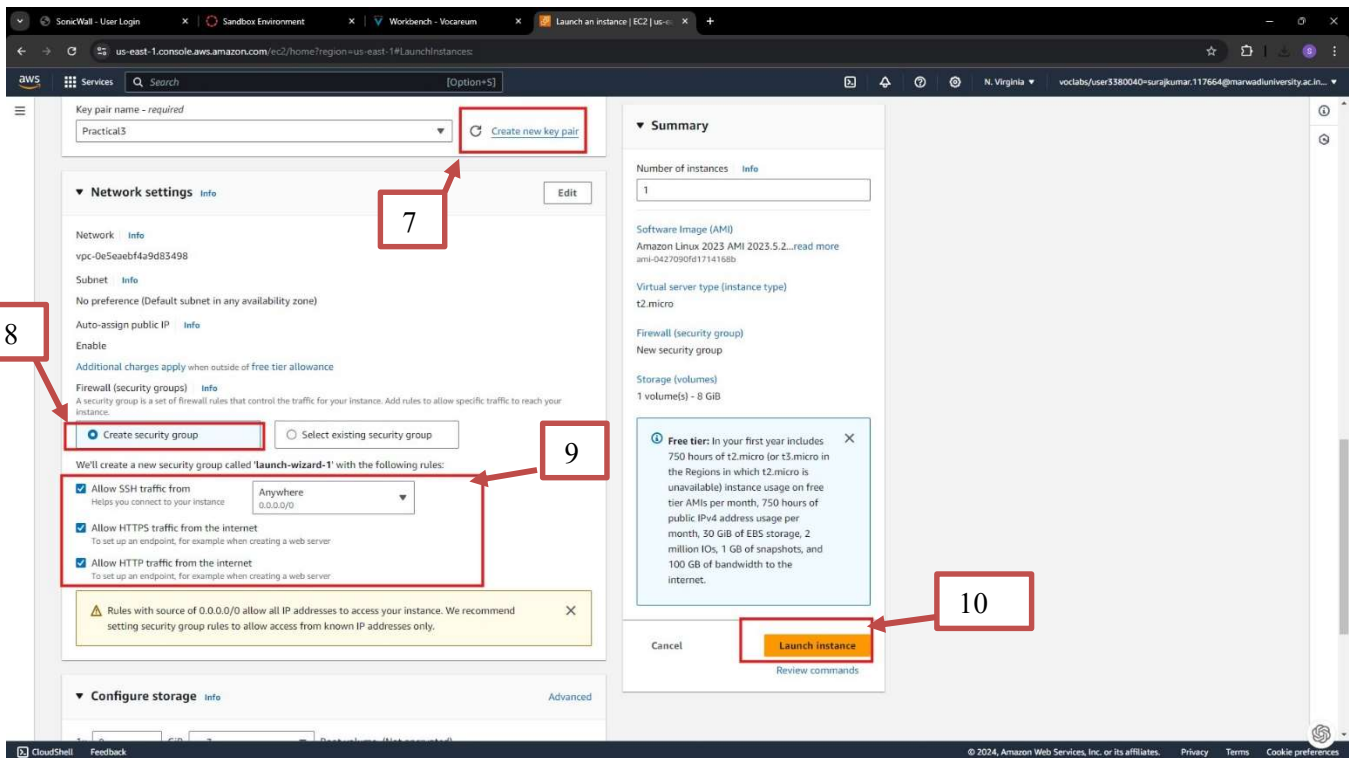 SonicWall - User Login
Sandbox Environment
Workbench - Vocareum
Launch an instance | EC2 | us-e
us-east-1.console.aws.amazon.com/ec2/home?region=us-east-1#LaunchInstances:
aws
Services
Search
[Option+S]
N. Virginia
voclabs/user3380040=surajkumar.117664@marwadiuniversity.ac.in...
Key pair name - required
Practical3
Create new key pair
7
Network settings Info
Edit
Network Info
vpc-0e5eaebf4a9d83498
Subnet Info
No preference (Default subnet in any availability zone)
Auto-assign public IP Info
Enable
Additional charges apply when outside of free tier allowance
8
Firewall (security groups) Info
A security group is a set of firewall rules that control the traffic for your instance. Add rules to allow specific traffic to reach your
instance.
Create security group
Select existing security group
We'll create a new security group called 'launch-wizard-1' with the following rules:
9
Allow SSH traffic from
Helps you connect to your instance
Anywhere
0.0.0.0/0
Allow HTTPS traffic from the internet
To set up an endpoint, for example when creating a web server
Allow HTTP traffic from the internet
To set up an endpoint, for example when creating a web server
Rules with source of 0.0.0.0/0 allow all IP addresses to access your instance. We recommend
setting security group rules to allow access from known IP addresses only.
Configure storage Info
Advanced
Summary
Number of instances Info
1
Software Image (AMI)
Amazon Linux 2023 AMI 2023.5.2...read more
ami-0427090fd1714168b
Virtual server type (instance type)
t2.micro
Firewall (security group)
New security group
Storage (volumes)
1 volume(s) - 8 GiB
Free tier: In your first year includes
750 hours of t2.micro (or t3.micro in
the Regions in which t2.micro is
unavailable) instance usage on free
tier AMIs per month, 750 hours of
public IPv4 address usage per
month, 30 GiB of EBS storage, 2
million IOs, 1 GB of snapshots, and
100 GB of bandwidth to the
internet.
10
Cancel
Launch instance
Review commands
CloudShell
Feedback
© 2024, Amazon Web Services, Inc. or its affiliates.
Privacy
Terms
Cookie preferences